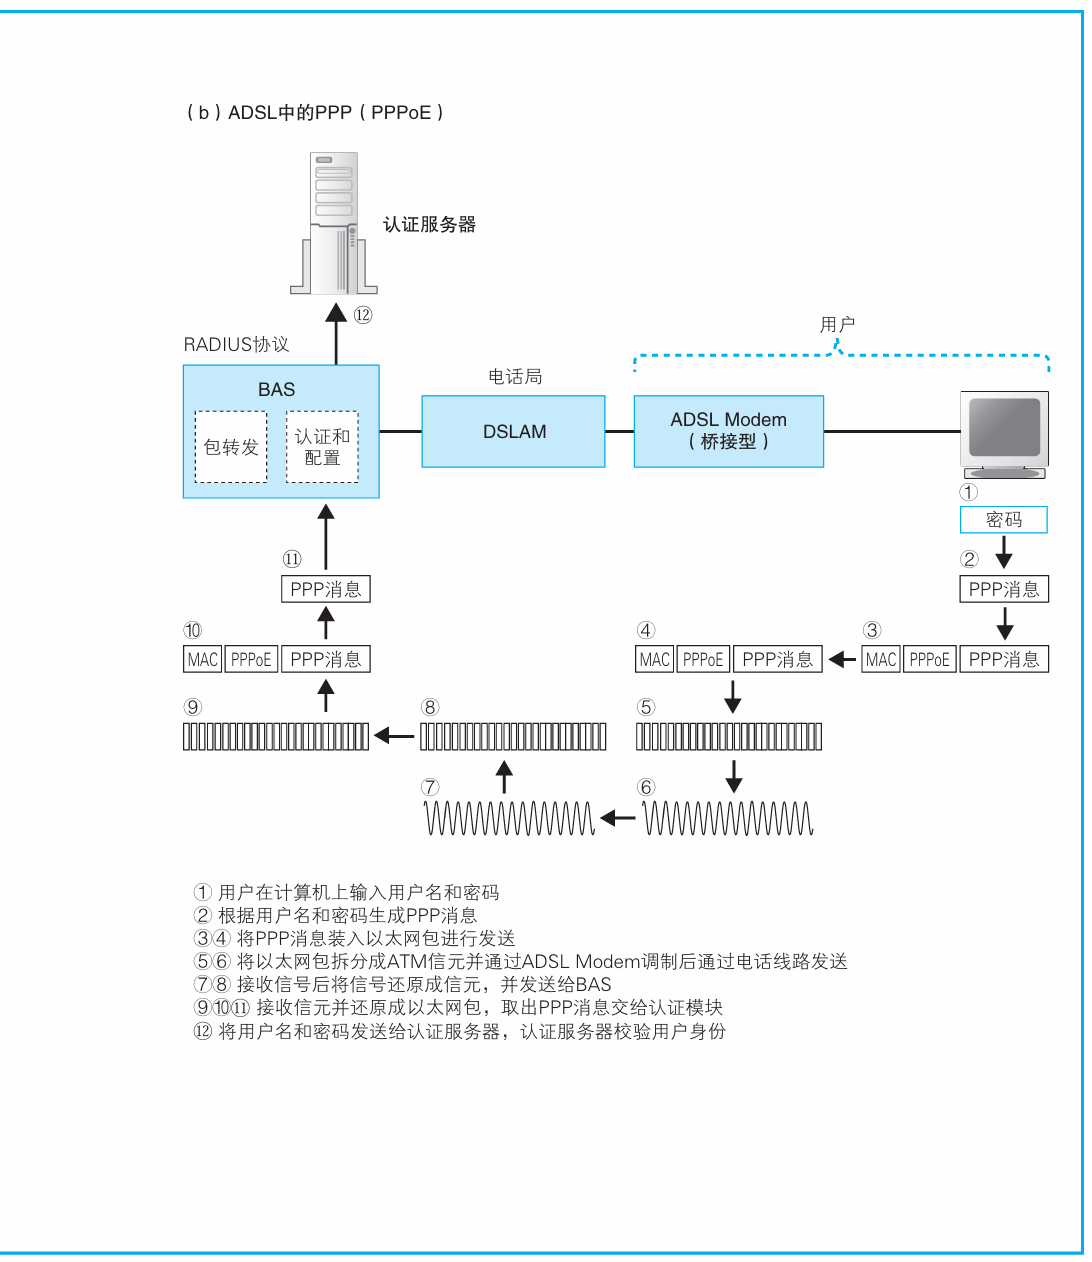 （b）ADSL中的PPP（PPPoE）
认证服务器
⑫
RADIUS协议
用户
BAS
包转发
认证和
配置
电话局
DSLAM
ADSL Modem
（桥接型）
①
密码
②
PPP消息
⑪
PPP消息
⑩
MAC PPPoE PPP消息
④
MAC PPPoE PPP消息
③
MAC PPPoE PPP消息
⑨
⑧
⑤
⑦
⑥
① 用户在计算机上输入用户名和密码
② 根据用户名和密码生成PPP消息
③④ 将PPP消息装入以太网包进行发送
⑤⑥ 将以太网包拆分成ATM信元并通过ADSL Modem调制后通过电话线路发送
⑦⑧ 接收信号后将信号还原成信元，并发送给BAS
⑨⑩⑪ 接收信元并还原成以太网包，取出PPP消息交给认证模块
⑫ 将用户名和密码发送给认证服务器，认证服务器校验用户身份